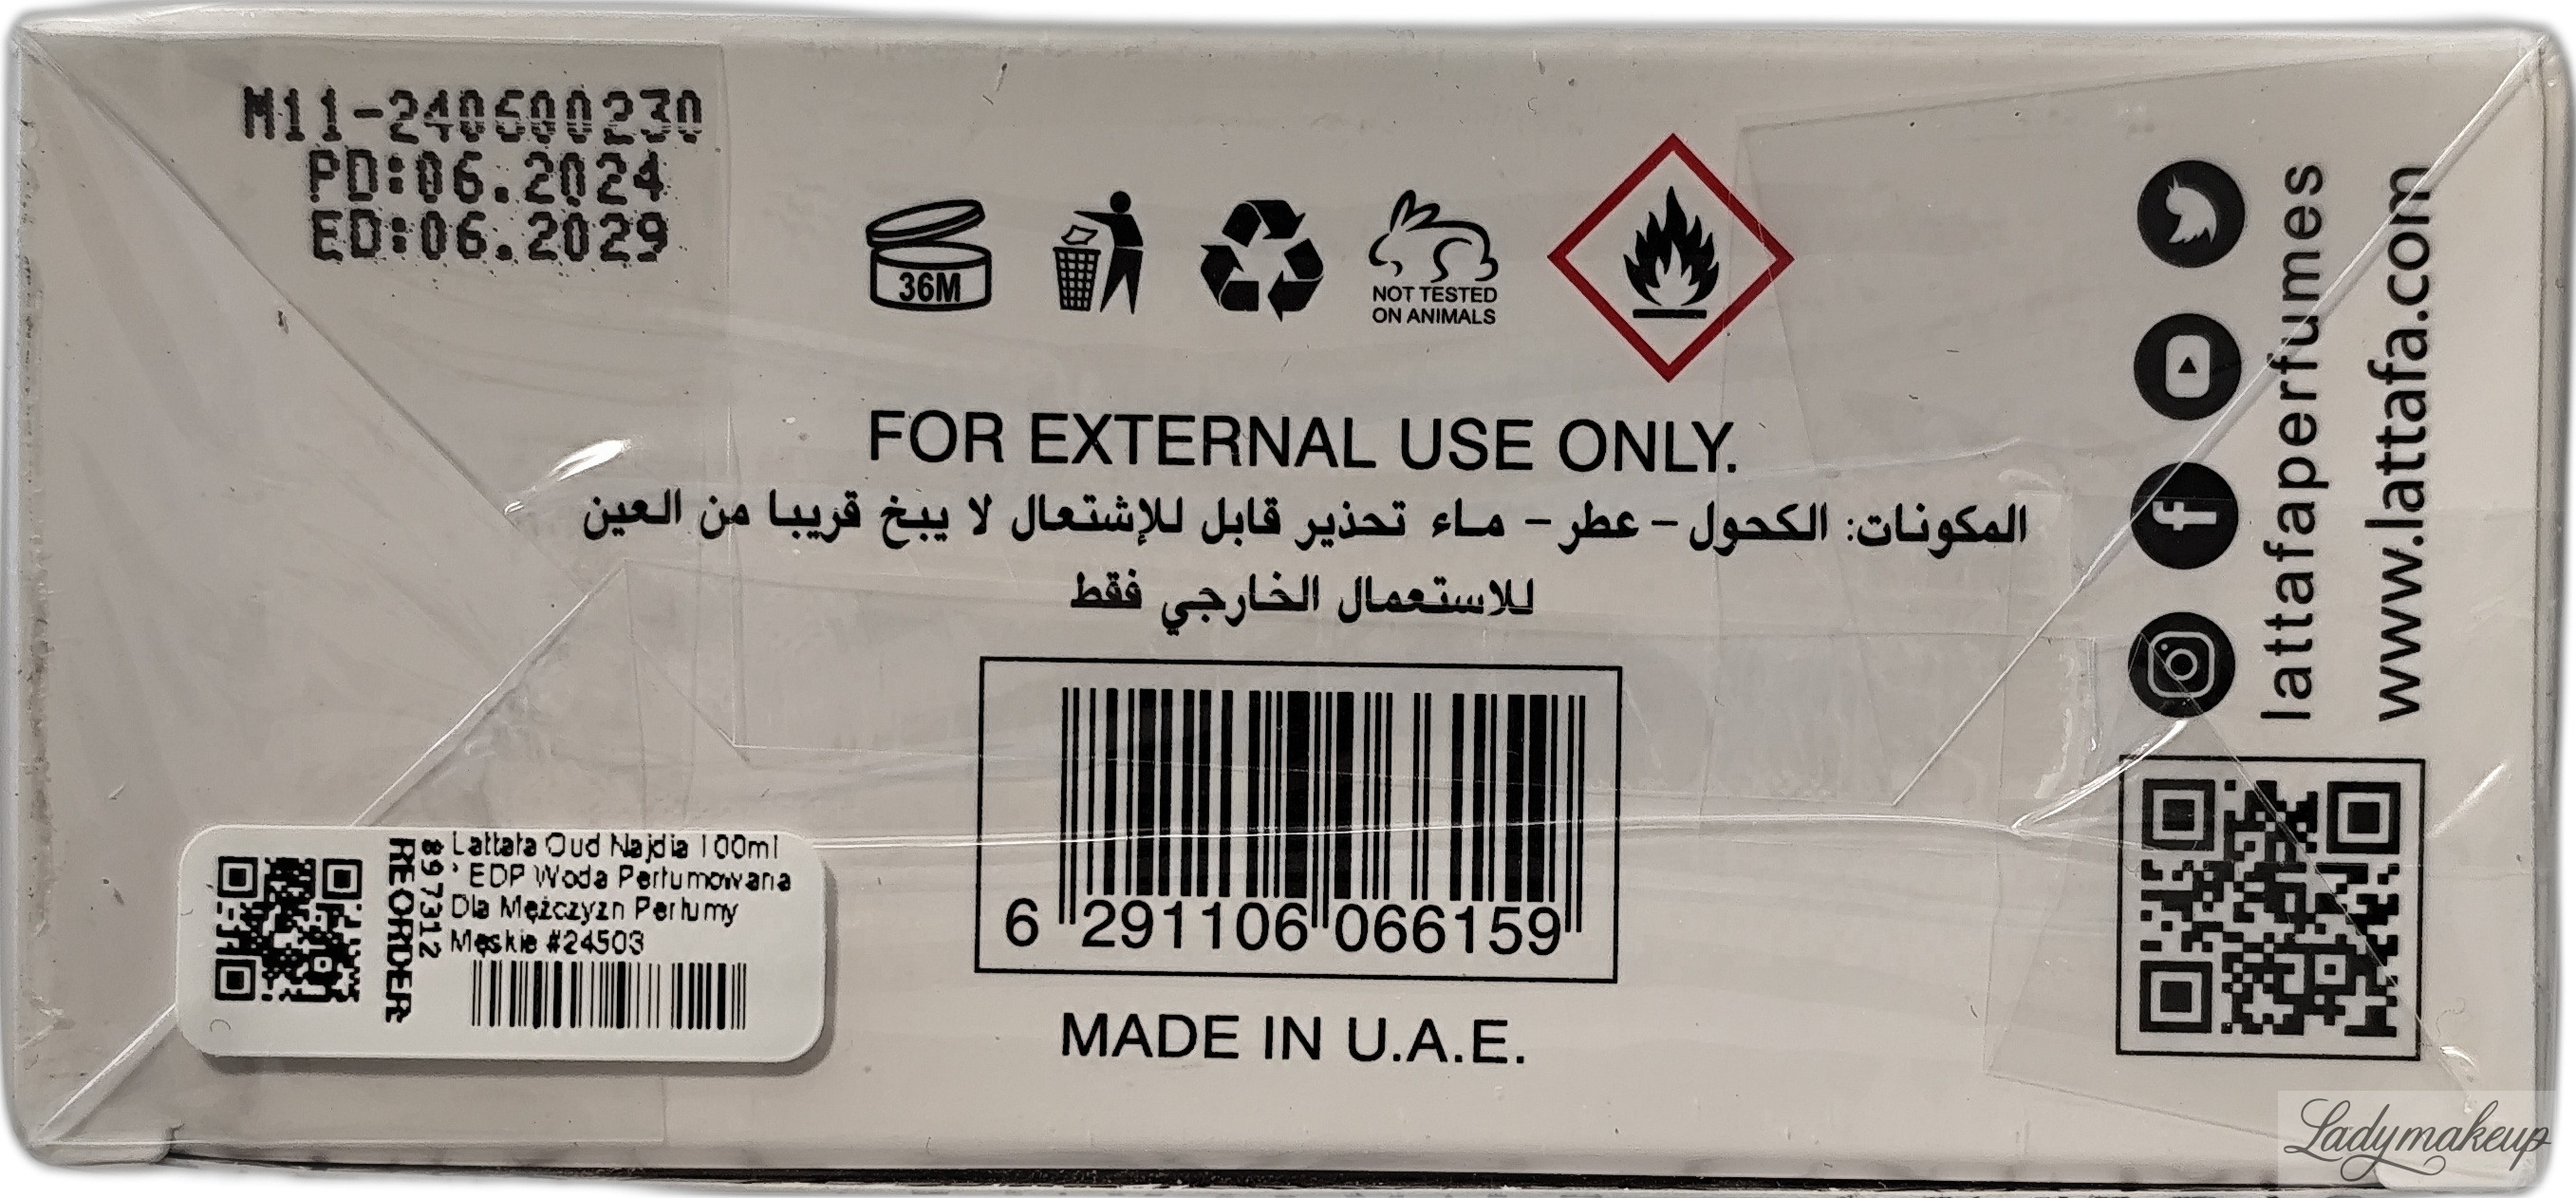 M11-240600230
PD:06.2024
ED:06.2029
36M
NOT TESTED
ON ANIMALS
FOR EXTERNAL USE ONLY.
المكونات: الكحول - عطر - ماء تحذير قابل للإشتعال لا يبخ قريبا من العين
للاستعمال الخارجي فقط
6 291106 066159
MADE IN U.A.E.
lattafaperfumes
www.lattafa.com
REORDER
897312
Lattafa Oud Najdia 100ml
' EDP Woda Perfumowana
Dla Mężczyzn Perfumy
Męskie #24503
Ladymakeup